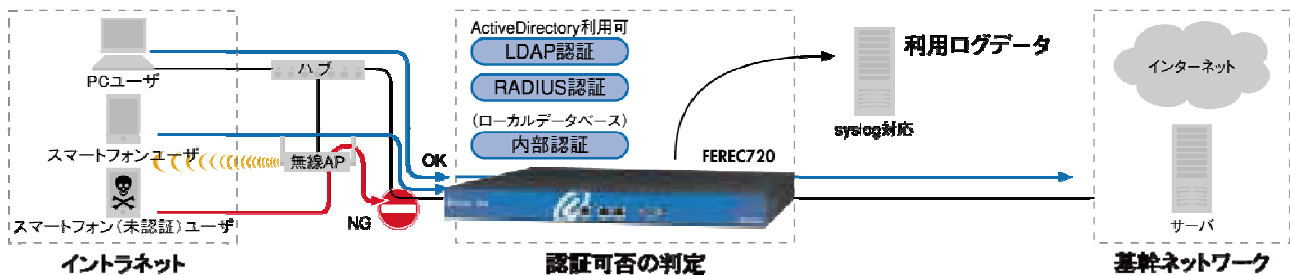 PCユーザ
スマートフォンユーザ
スマートフォン(未認証)ユーザ
イントラネット
ハブ
無線AP
OK
NG
ActiveDirectory利用可
LDAP認証
RADIUS認証
(ローカルデータベース)
内部認証
FEREC720
認証可否の判定
利用ログデータ
syslog対応
インターネット
サーバ
基幹ネットワーク